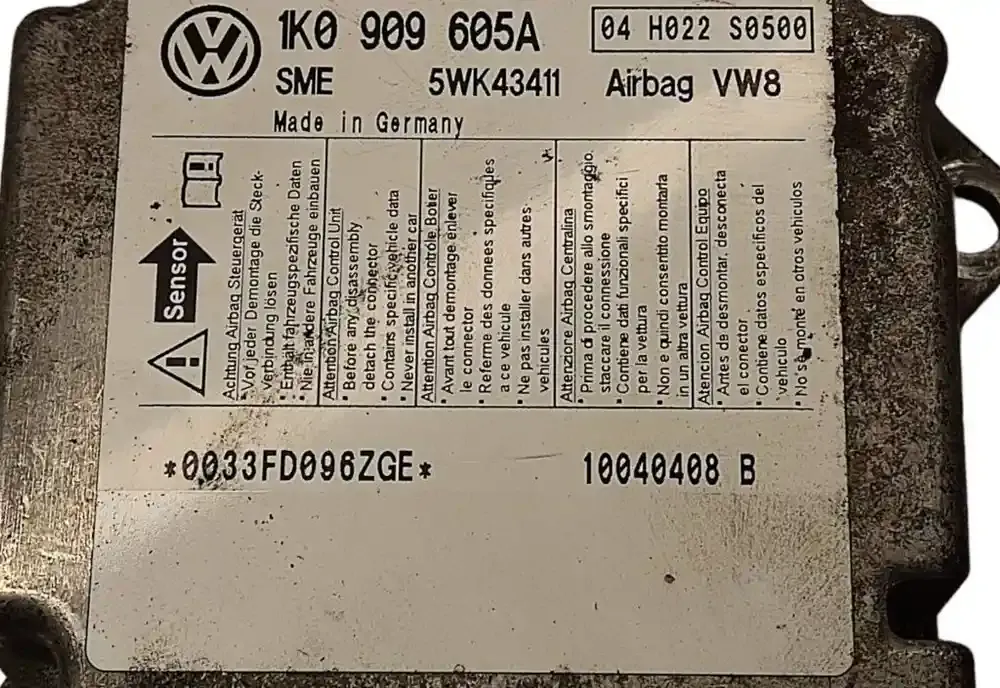 1K0 909 605A
04 H022 S0500
SME
5WK43411
Airbag VW8
Made in Germany
Sensor
Achtung Airbag Steuergerät
* Vor jeder Demontage die Steck-
verbindung lösen
* Enthält fahrzeugspezifische Daten
* Nie in andere Fahrzeuge einbauen
Attention Airbag Control Unit
* Before any disassembly
detach the connector
* Contains specific vehicle data
* Never install in another car
Attention Airbag Contrôle Boîter
* Avant tout demontage enlever
le connector
* Referme des donnees specifiques
a ce vehicule
* Ne pas installer dans autres
vehicules
Attenzione Airbag Centralina
* Prima di procedere allo smontaggio
staccare il connessione
* Contiene dati funzionali specifici
per la vettura
* Non e quindi consentito montarla
in un altra vettura
Atención Airbag Control Equipo
* Antes de desmontar, desconecta
el conector
* Contiene datos específicos del
vehículo
* No se monte en otros vehículos
*0033FD096ZGE*
10040408 B